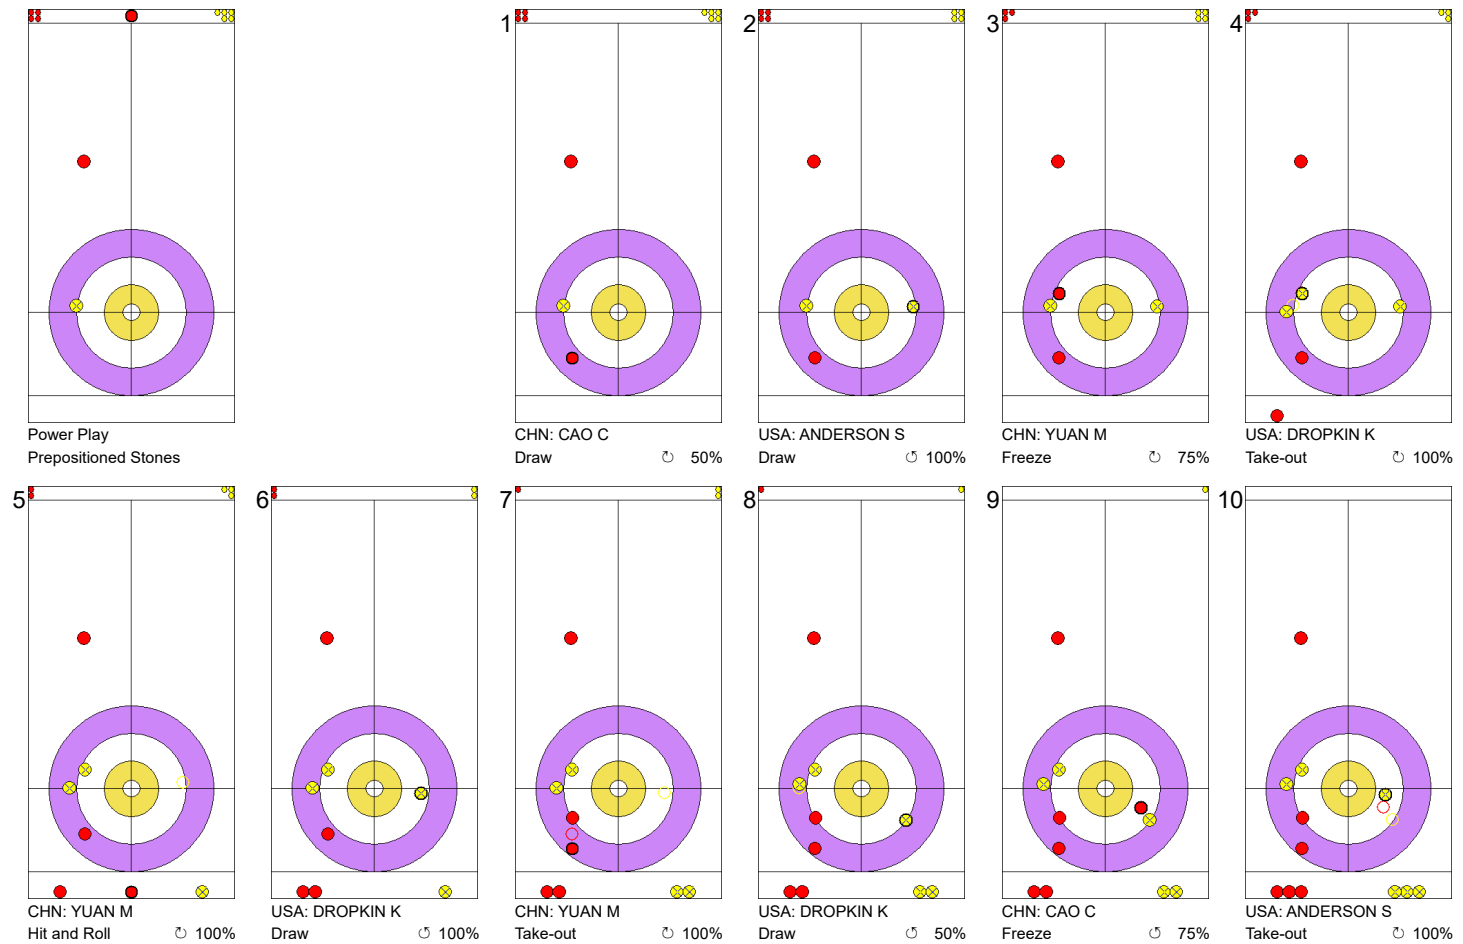 Power Play
Prepositioned Stones
1
CHN: CAO C
Draw ↻ 50%
2
USA: ANDERSON S
Draw ↺ 100%
3
CHN: YUAN M
Freeze ↻ 75%
4
USA: DROPKIN K
Take-out ↻ 100%
5
CHN: YUAN M
Hit and Roll ↻ 100%
6
USA: DROPKIN K
Draw ↺ 100%
7
CHN: YUAN M
Take-out ↻ 100%
8
USA: DROPKIN K
Draw ↺ 50%
9
CHN: CAO C
Freeze ↺ 75%
10
USA: ANDERSON S
Take-out ↻ 100%